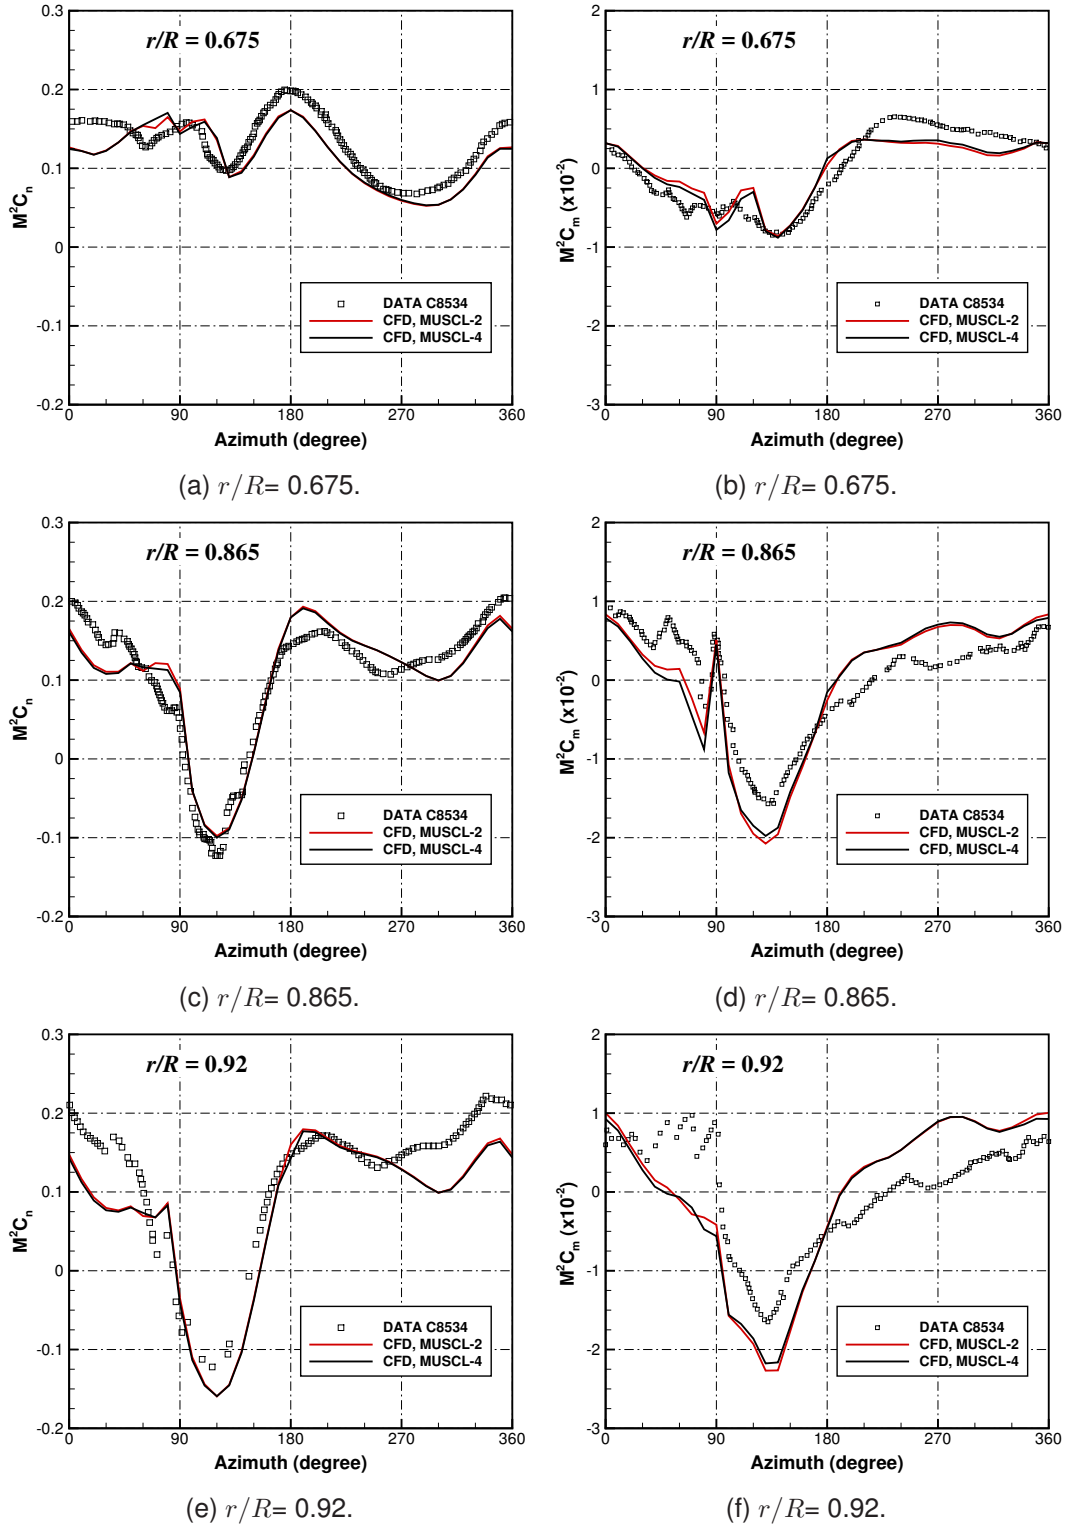 r/R = 0.675
M²Cₙ
0.3
0.2
0.1
0
-0.1
-0.2
DATA C8534
CFD, MUSCL-2
CFD, MUSCL-4
0 90 180 270 360
Azimuth (degree)
(a) r/R= 0.675.
r/R = 0.675
M²Cₘ (x10⁻²)
2
1
0
-1
-2
-3
DATA C8534
CFD, MUSCL-2
CFD, MUSCL-4
0 90 180 270 360
Azimuth (degree)
(b) r/R= 0.675.
r/R = 0.865
M²Cₙ
0.3
0.2
0.1
0
-0.1
-0.2
DATA C8534
CFD, MUSCL-2
CFD, MUSCL-4
0 90 180 270 360
Azimuth (degree)
(c) r/R= 0.865.
r/R = 0.865
M²Cₘ (x10⁻²)
2
1
0
-1
-2
-3
DATA C8534
CFD, MUSCL-2
CFD, MUSCL-4
0 90 180 270 360
Azimuth (degree)
(d) r/R= 0.865.
r/R = 0.92
M²Cₙ
0.3
0.2
0.1
0
-0.1
-0.2
DATA C8534
CFD, MUSCL-2
CFD, MUSCL-4
0 90 180 270 360
Azimuth (degree)
(e) r/R= 0.92.
r/R = 0.92
M²Cₘ (x10⁻²)
2
1
0
-1
-2
-3
DATA C8534
CFD, MUSCL-2
CFD, MUSCL-4
0 90 180 270 360
Azimuth (degree)
(f) r/R= 0.92.